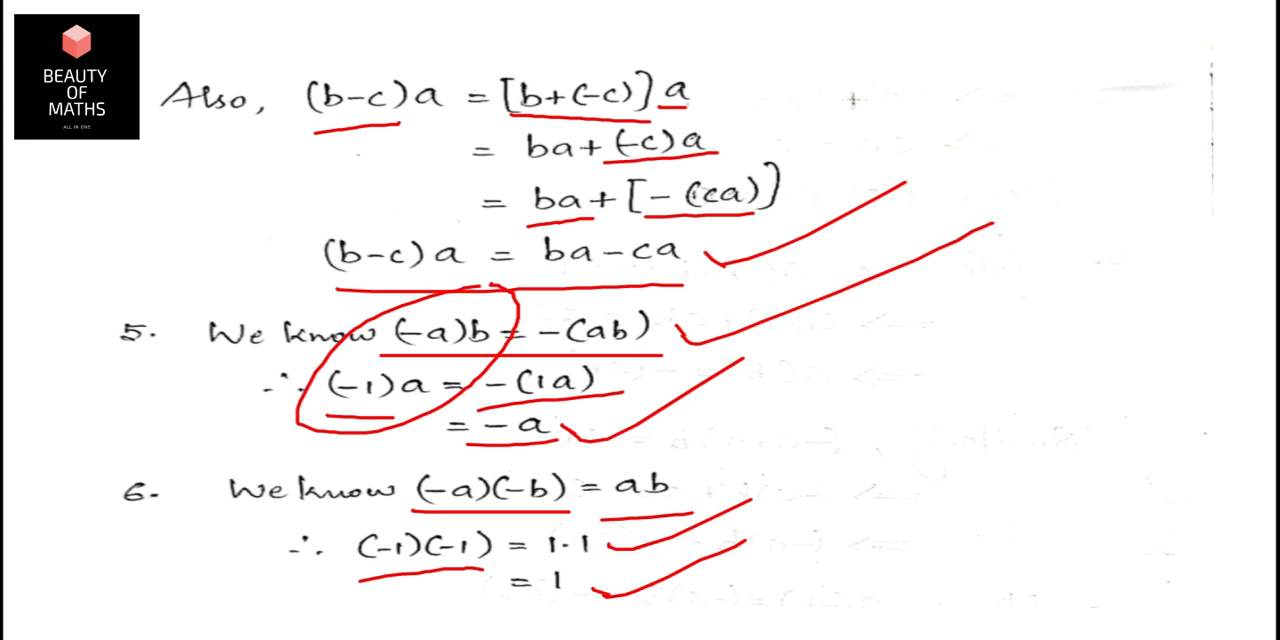 BEAUTY
OF
MATHS
ALL IN ONE
Also, (b-c)a = [b+(-c)] a
= ba+(-c)a
= ba+[-(ca)]
(b-c)a = ba-ca
5. We know (-a)b = -(ab)
∴ (-1)a = -(1a)
= -a
6. We know (-a)(-b) = ab
∴ (-1)(-1) = 1.1
= 1